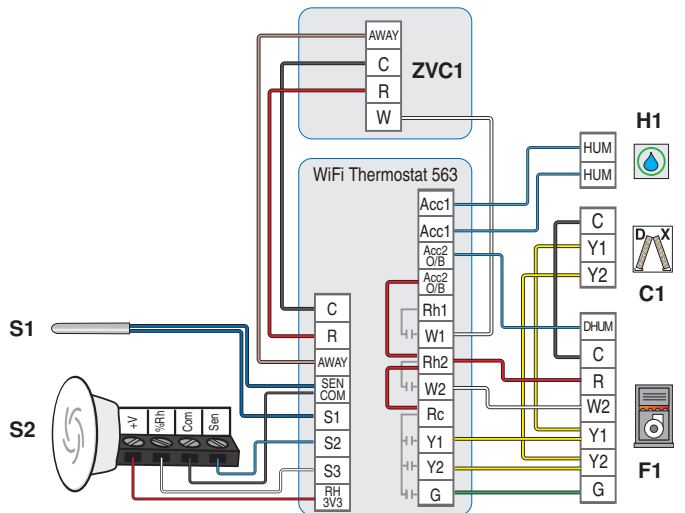 AWAY
C
R
W
ZVC1
WiFi Thermostat 563
Acc1
Acc1
Acc2
O/B
Acc2
O/B
Rh1
W1
Rh2
W2
Rc
Y1
Y2
G
C
R
AWAY
SEN
COM
S1
S2
S3
RH
3V3
S1
S2
+V
%Rh
Com
Sen
H1
HUM
HUM
C
Y1
Y2
D X
C1
DHUM
C
R
W2
Y1
Y2
G
F1